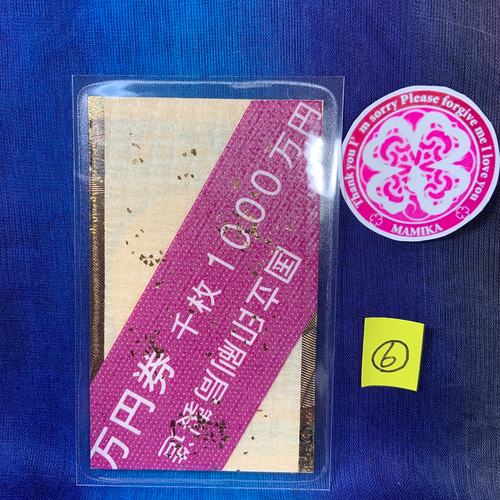 万円券 千枚 1000万円
Thank you I'm sorry Please forgive me I love you
MAMIKA
⑥